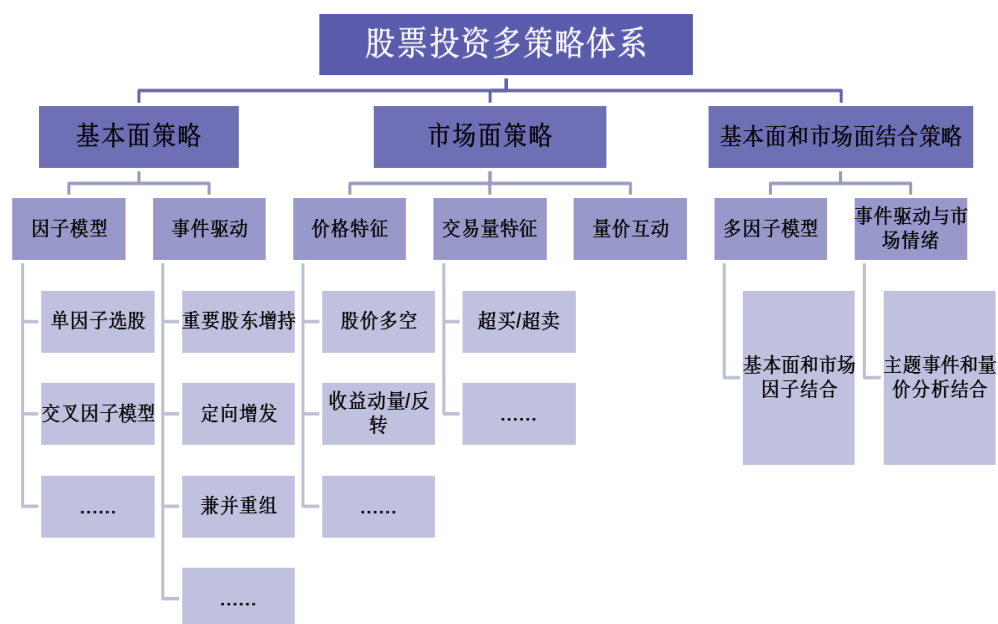 股票投资多策略体系
基本面策略
市场面策略
基本面和市场面结合策略
因子模型
事件驱动
价格特征
交易量特征
量价互动
多因子模型
事件驱动与市
场情绪
单因子选股
重要股东增持
股价多空
超买/超卖
基本面和市场
因子结合
主题事件和量
价分析结合
交叉因子模型
定向增发
收益动量/反
转
......
......
兼并重组
......
......